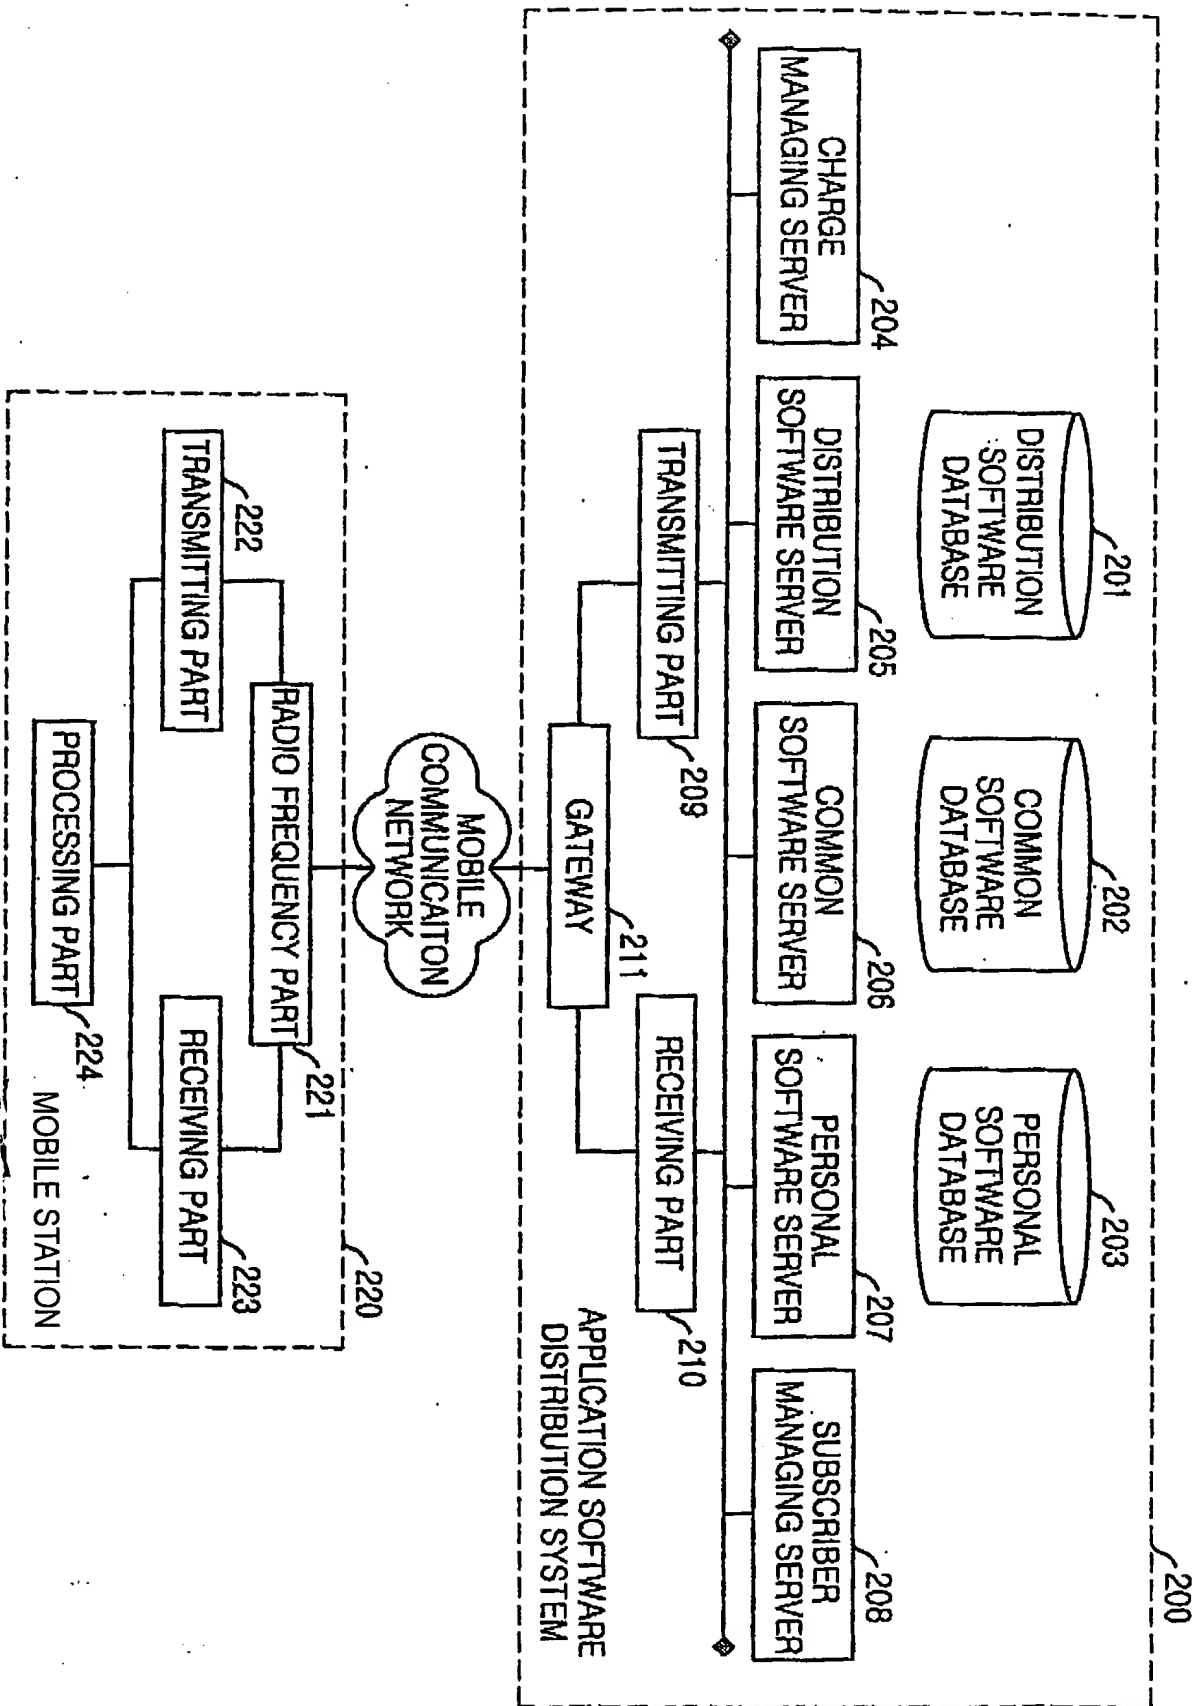 200
201
DISTRIBUTION
SOFTWARE
DATABASE
202
COMMON
SOFTWARE
DATABASE
203
PERSONAL
SOFTWARE
DATABASE
204
CHARGE
MANAGING SERVER
205
DISTRIBUTION
SOFTWARE SERVER
206
COMMON
SOFTWARE SERVER
207
PERSONAL
SOFTWARE SERVER
208
SUBSCRIBER
MANAGING SERVER
TRANSMITTING PART
209
RECEIVING PART
210
GATEWAY
211
APPLICATION SOFTWARE
DISTRIBUTION SYSTEM
MOBILE
COMMUNICAITON
NETWORK
220
RADIO FREQUENCY PART
221
222
TRANSMITTING PART
RECEIVING PART
223
PROCESSING PART
224
MOBILE STATION